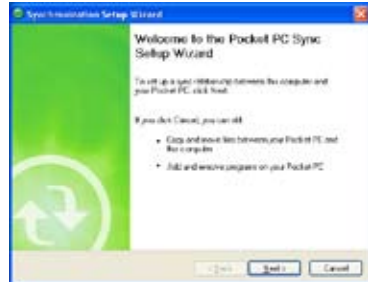 Synchronization Setup Wizard
Welcome to the Pocket PC Sync
Setup Wizard
To set up a sync relationship between this computer and
your Pocket PC, click Next.
If you click Cancel, you can still:
• Copy and move files between your Pocket PC and
this computer
• Add and remove programs on your Pocket PC
< Back
Next >
Cancel